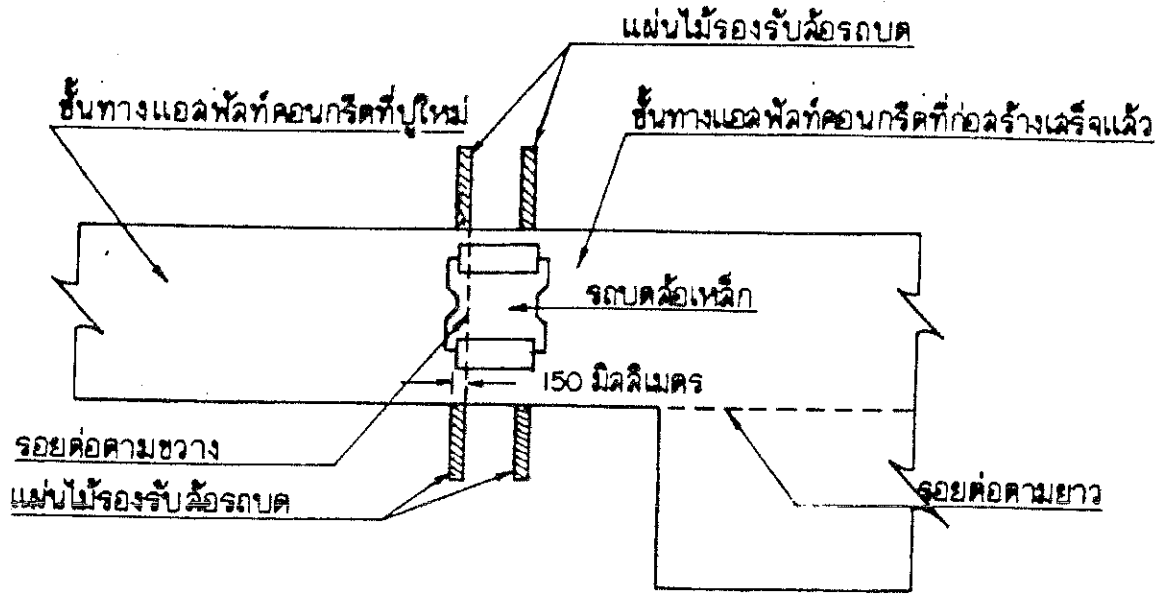 แผ่นไม้รองรับล้อรถบด
ชั้นทางแอสฟัลท์คอนกรีตที่ปูใหม่
ชั้นทางแอสฟัลท์คอนกรีตที่ก่อสร้างเสร็จแล้ว
รถบดล้อเหล็ก
150 มิลลิเมตร
รอยต่อตามขวาง
แผ่นไม้รองรับล้อรถบด
รอยต่อตามยาว